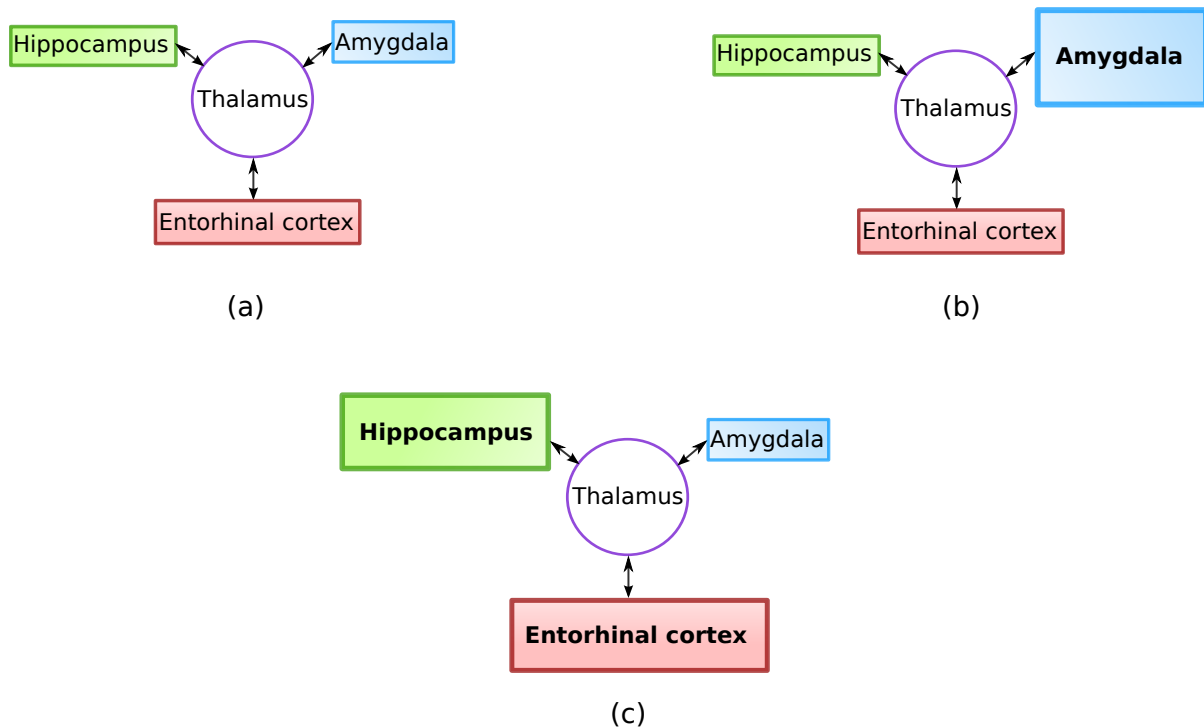 Hippocampus
Amygdala
Thalamus
Entorhinal cortex
(a)
Hippocampus
Amygdala
Thalamus
Entorhinal cortex
(b)
Hippocampus
Amygdala
Thalamus
Entorhinal cortex
(c)